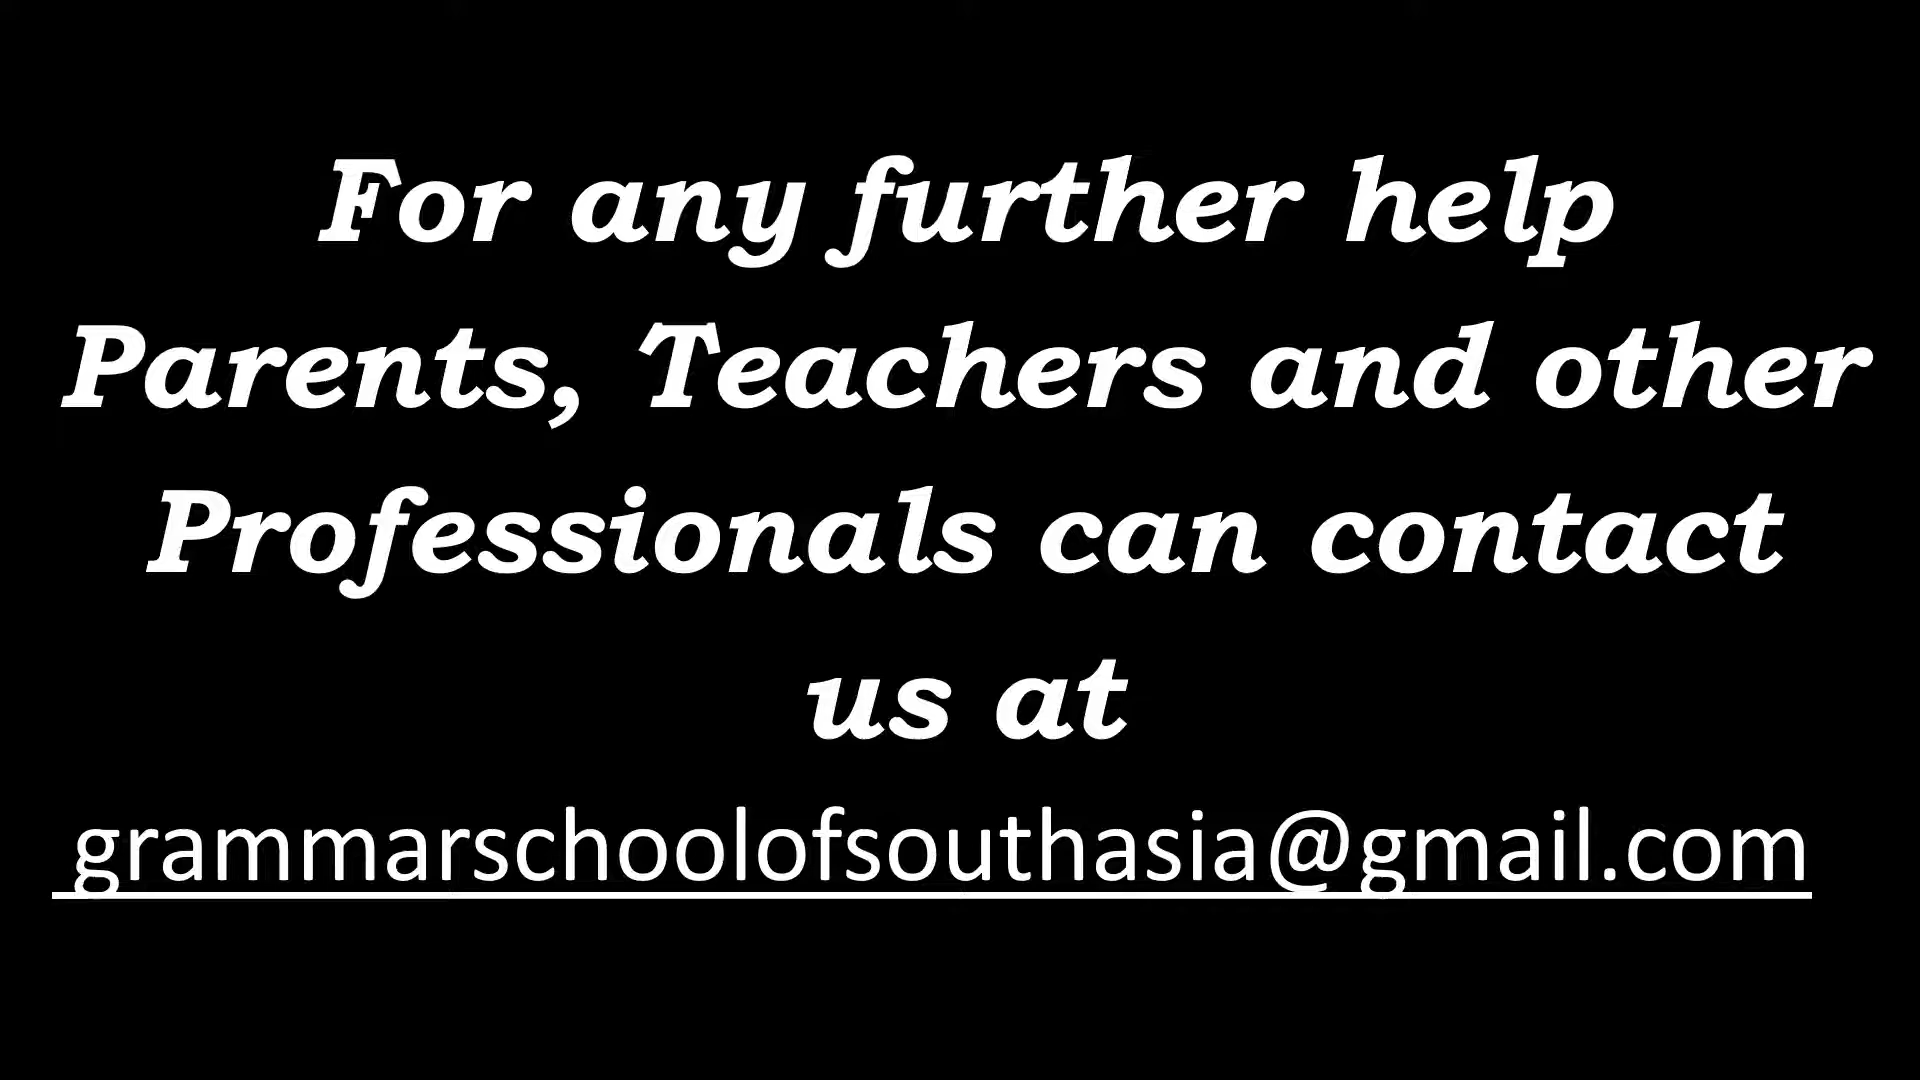 For any further help
Parents, Teachers and other
Professionals can contact
us at
grammarschoolofsouthasia@gmail.com